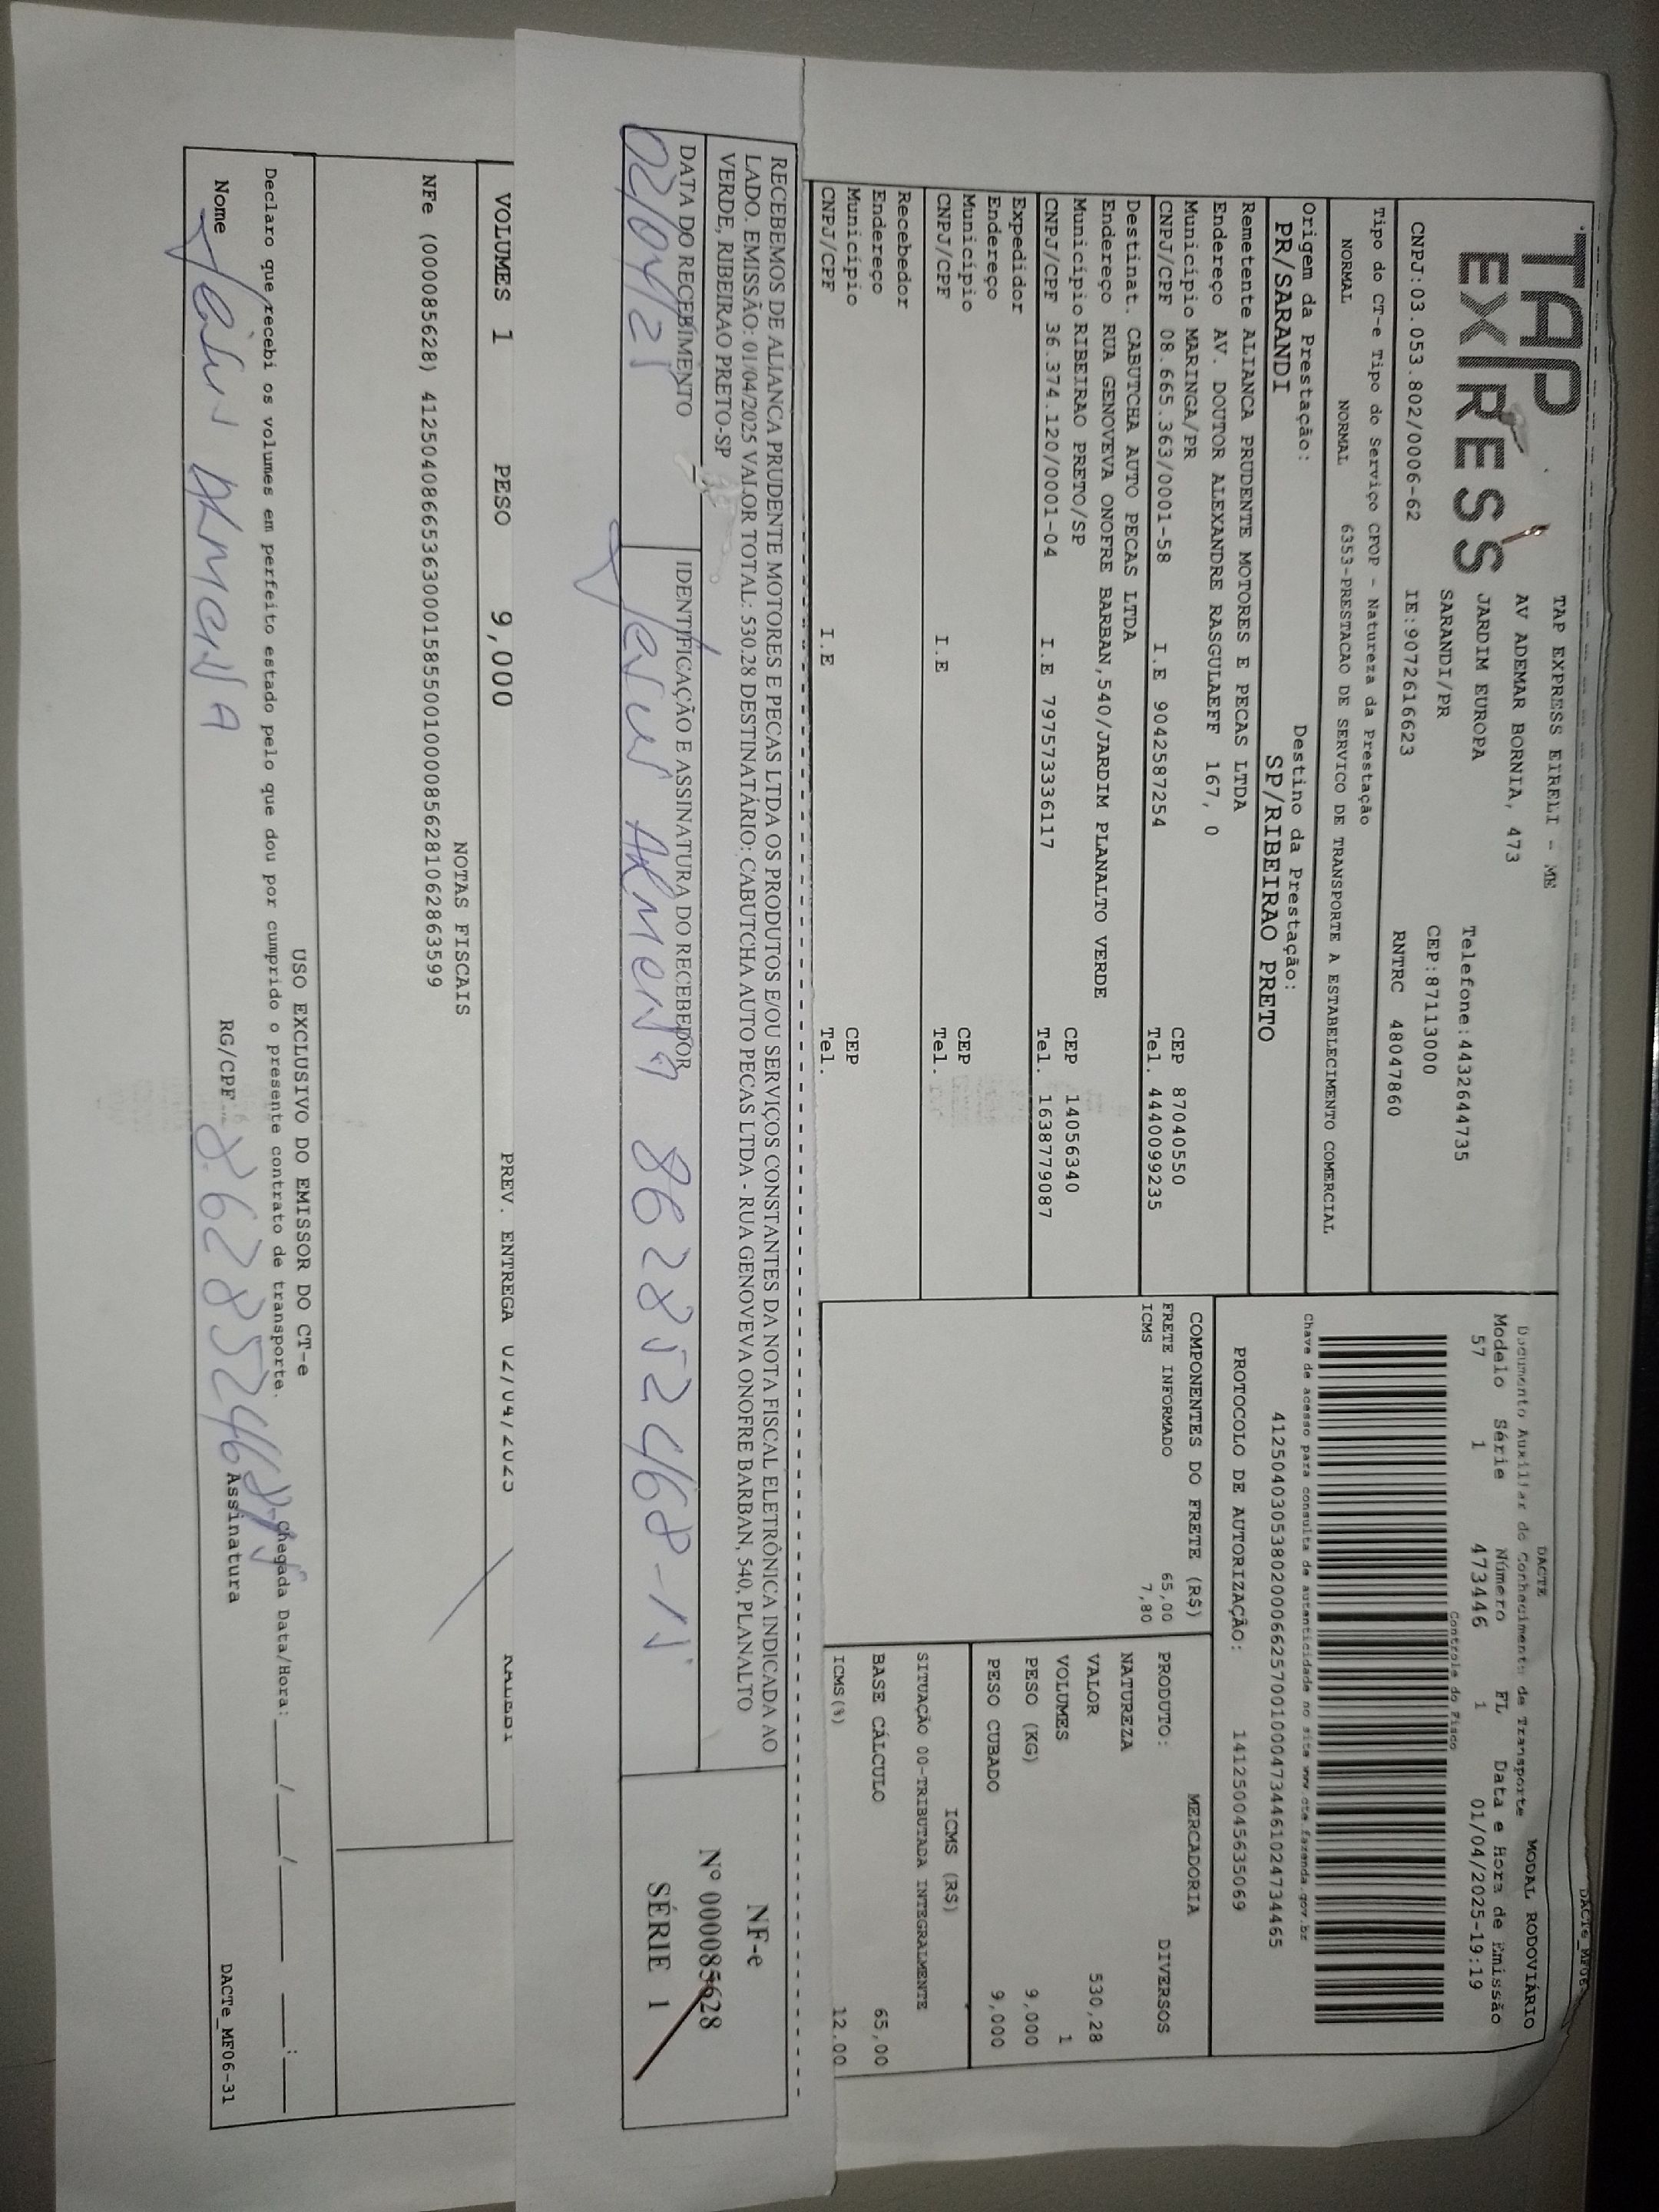 DACTe_MF06
TAP
EXPRESS
TAP EXPRESS EIRELI - ME
AV ADEMAR BORNIA, 473
JARDIM EUROPA
SARANDI/PR
Telefone:4432644735
CEP:87113000
CNPJ:03.053.802/0006-62 IE:9072616623 RNTRC 48047860
DACTE
Documento Auxiliar do Conhecimento de Transporte MODAL RODOVIÁRIO
Modelo Série Número FL Data e Hora de Emissão
57 1 473446 1 01/04/2025-19:19
Controle do Fisco
Chave de acesso para consulta de autenticidade no site www.cte.fazenda.gov.br
41250403053802000662570010004734461024734465
PROTOCOLO DE AUTORIZAÇÃO: 141250045635069
Tipo do CT-e Tipo do Serviço CFOP - Natureza da Prestação
NORMAL NORMAL 6353-PRESTACAO DE SERVICO DE TRANSPORTE A ESTABELECIMENTO COMERCIAL
Origem da Prestação: Destino da Prestação:
PR/SARANDI SP/RIBEIRAO PRETO
Remetente ALIANCA PRUDENTE MOTORES E PECAS LTDA
Endereço AV. DOUTOR ALEXANDRE RASGULAEFF 167, 0
Município MARINGA/PR CEP 87040550
CNPJ/CPF 08.665.363/0001-58 I.E 9042587254 Tel. 4440099235
Destinat. CABUTCHA AUTO PECAS LTDA
Endereço RUA GENOVEVA ONOFRE BARBAN,540/JARDIM PLANALTO VERDE
Município RIBEIRAO PRETO/SP CEP 14056340
CNPJ/CPF 36.374.120/0001-04 I.E 797573336117 Tel. 1638779087
Expedidor
Endereço
Município CEP
CNPJ/CPF I.E Tel.
Recebedor
Endereço
Município CEP
CNPJ/CPF I.E Tel.
COMPONENTES DO FRETE (R$)
FRETE INFORMADO 65,00
ICMS 7,80
MERCADORIA
PRODUTO: DIVERSOS
NATUREZA
VALOR 530,28
VOLUMES 1
PESO (KG) 9,000
PESO CUBADO 9,000
ICMS (R$)
SITUAÇÃO 00-TRIBUTADA INTEGRALMENTE
BASE CÁLCULO 65,00
ICMS(%) 12,00
RECEBEMOS DE ALIANCA PRUDENTE MOTORES E PECAS LTDA OS PRODUTOS E/OU SERVIÇOS CONSTANTES DA NOTA FISCAL ELETRÔNICA INDICADA AO
LADO. EMISSÃO: 01/04/2025 VALOR TOTAL: 530.28 DESTINATÁRIO: CABUTCHA AUTO PECAS LTDA - RUA GENOVEVA ONOFRE BARBAN, 540, PLANALTO
VERDE, RIBEIRAO PRETO-SP
DATA DO RECEBIMENTO IDENTIFICAÇÃO E ASSINATURA DO RECEBEDOR
02/04/25
NF-e
Nº 000085628
SÉRIE 1
VOLUMES 1 PESO 9,000 PREV. ENTREGA 02/04/2025
NOTAS FISCAIS
NFe (000085628) 41250408665363000158550010000856281062863599
USO EXCLUSIVO DO EMISSOR DO CT-e
Declaro que recebi os volumes em perfeito estado pelo que dou por cumprido o presente contrato de transporte. Chegada Data/Hora:____/____/______ ___:___
Nome RG/CPF Assinatura
DACTe_MF06-31